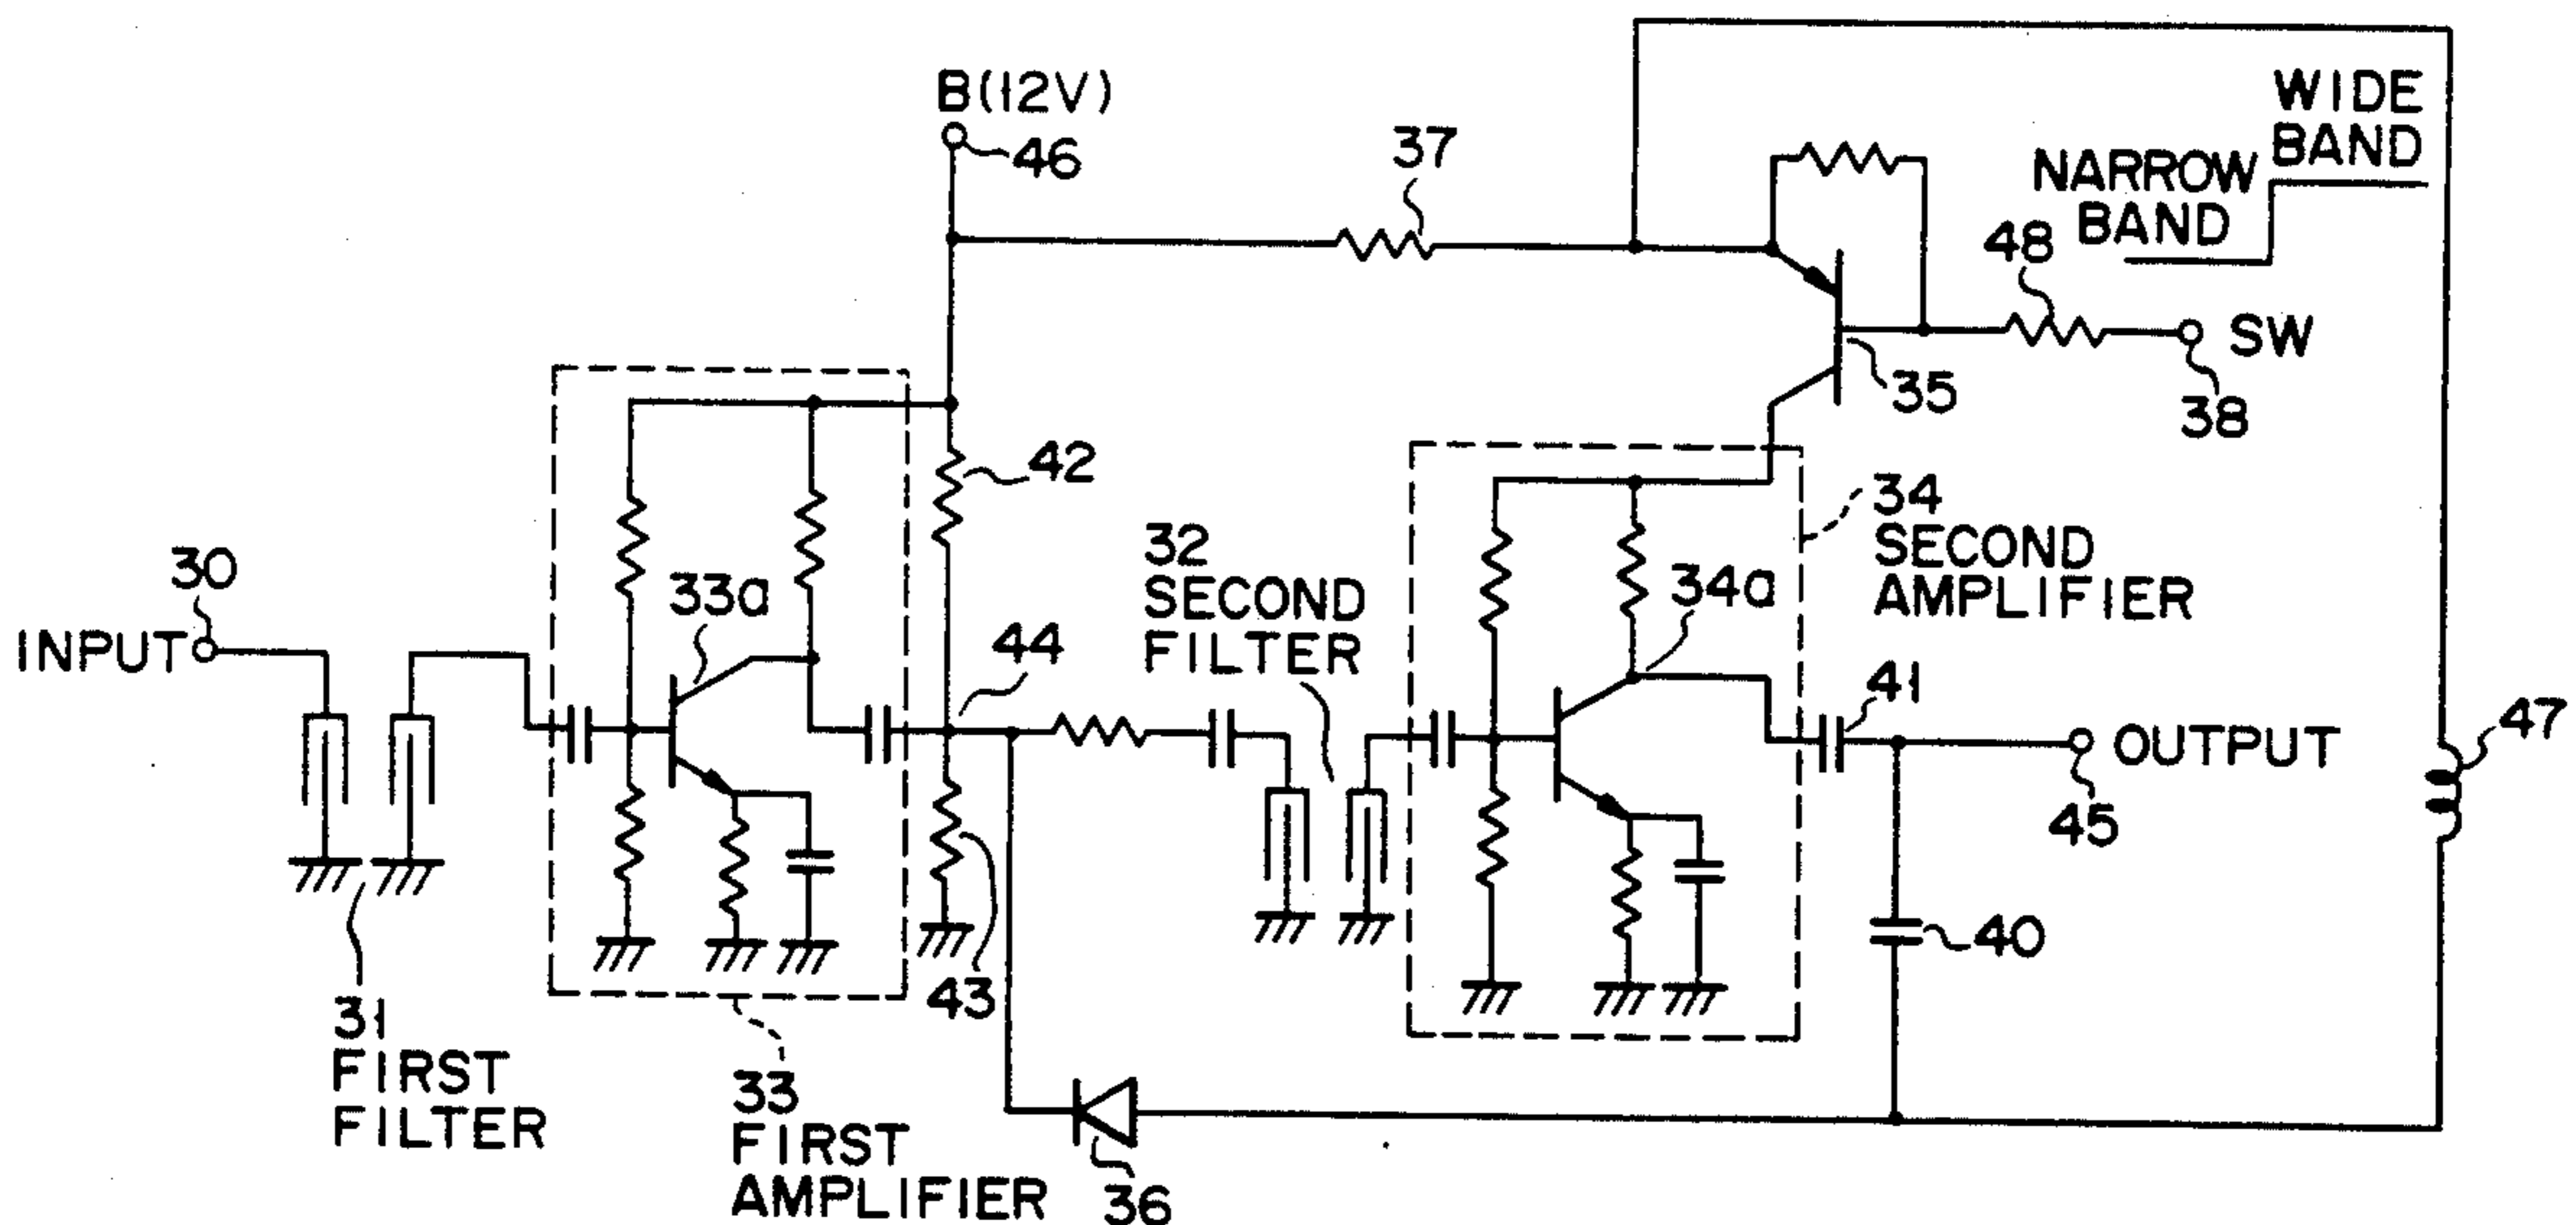 WIDE
BAND
NARROW
BAND
B(12V)
46
37
48
SW
38
35
42
34
SECOND
AMPLIFIER
32
SECOND
FILTER
30
INPUT
33a
44
34a
41
OUTPUT
45
47
40
43
31
FIRST
FILTER
33
FIRST
AMPLIFIER
36